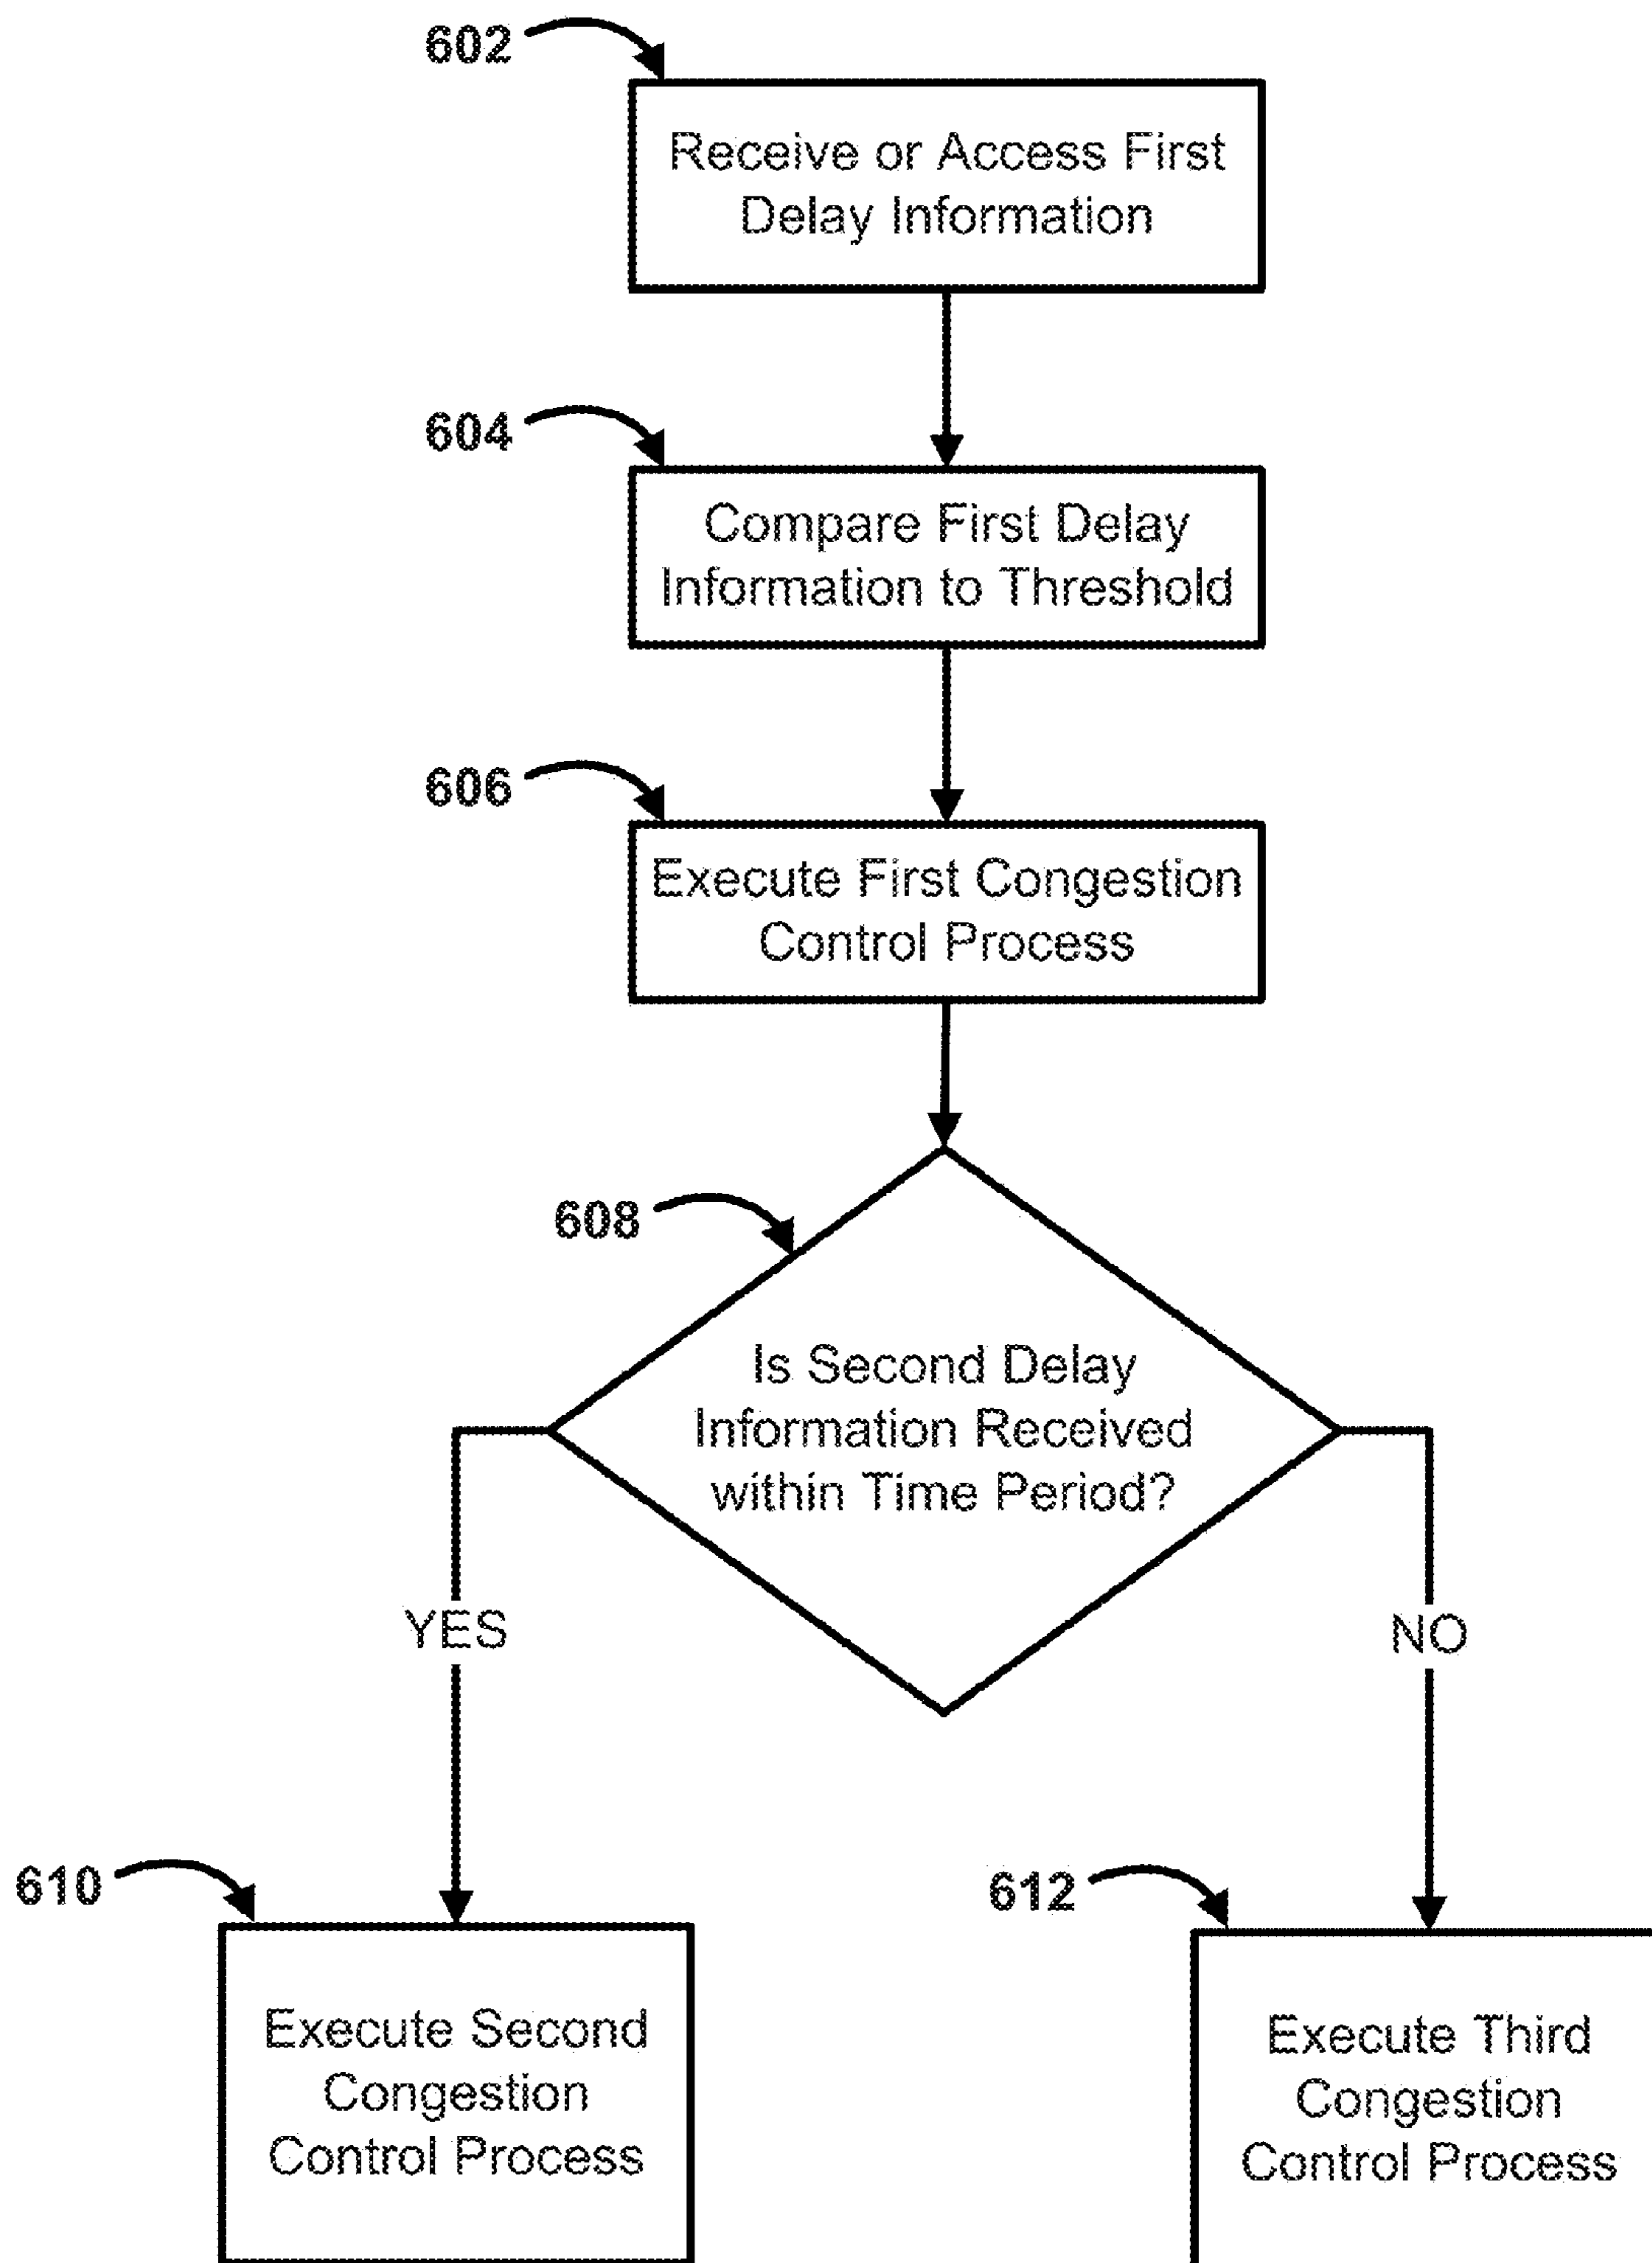 602
Receive or Access First
Delay Information
604
Compare First Delay
Information to Threshold
606
Execute First Congestion
Control Process
608
Is Second Delay
Information Received
within Time Period?
YES
NO
610
Execute Second
Congestion
Control Process
612
Execute Third
Congestion
Control Process